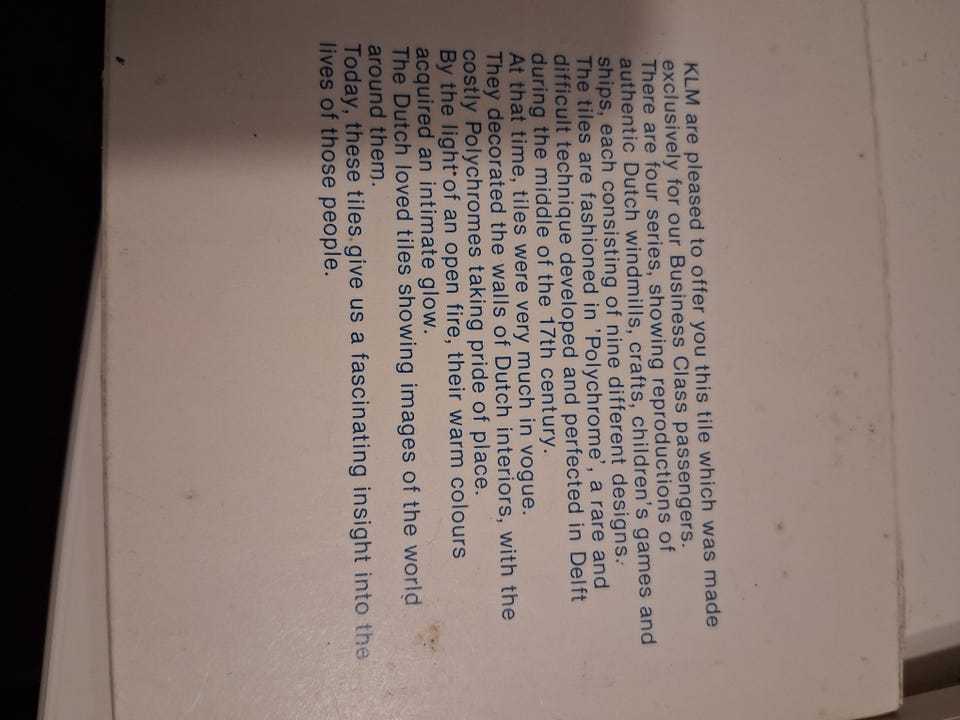 KLM are pleased to offer you this tile which was made
exclusively for our Business Class passengers.
There are four series, showing reproductions of
authentic Dutch windmills, crafts, children's games and
ships, each consisting of nine different designs.
The tiles are fashioned in 'Polychrome', a rare and
difficult technique developed and perfected in Delft
during the middle of the 17th century.
At that time, tiles were very much in vogue.
They decorated the walls of Dutch interiors, with the
costly Polychromes taking pride of place.
By the light of an open fire, their warm colours
acquired an intimate glow.
The Dutch loved tiles showing images of the world
around them.
Today, these tiles give us a fascinating insight into the
lives of those people.